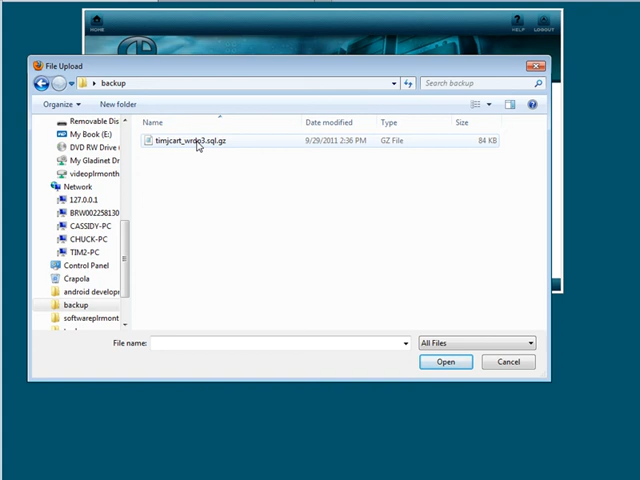 HOME
HELP
LOGOUT
File Upload
backup
Search backup
Organize
New folder
Name
Date modified
Type
Size
Removable Dis
My Book (E:)
DVD RW Drive
My Gladinet Dr
videoplrmonth
Network
127.0.0.1
BRW002258130
CASSIDY-PC
CHUCK-PC
TIM2-PC
Control Panel
Crapola
android develop
backup
softwareplrmont
timjcart_wrdo3.sql.gz
9/29/2011 2:36 PM
GZ File
84 KB
File name:
All Files
Open
Cancel